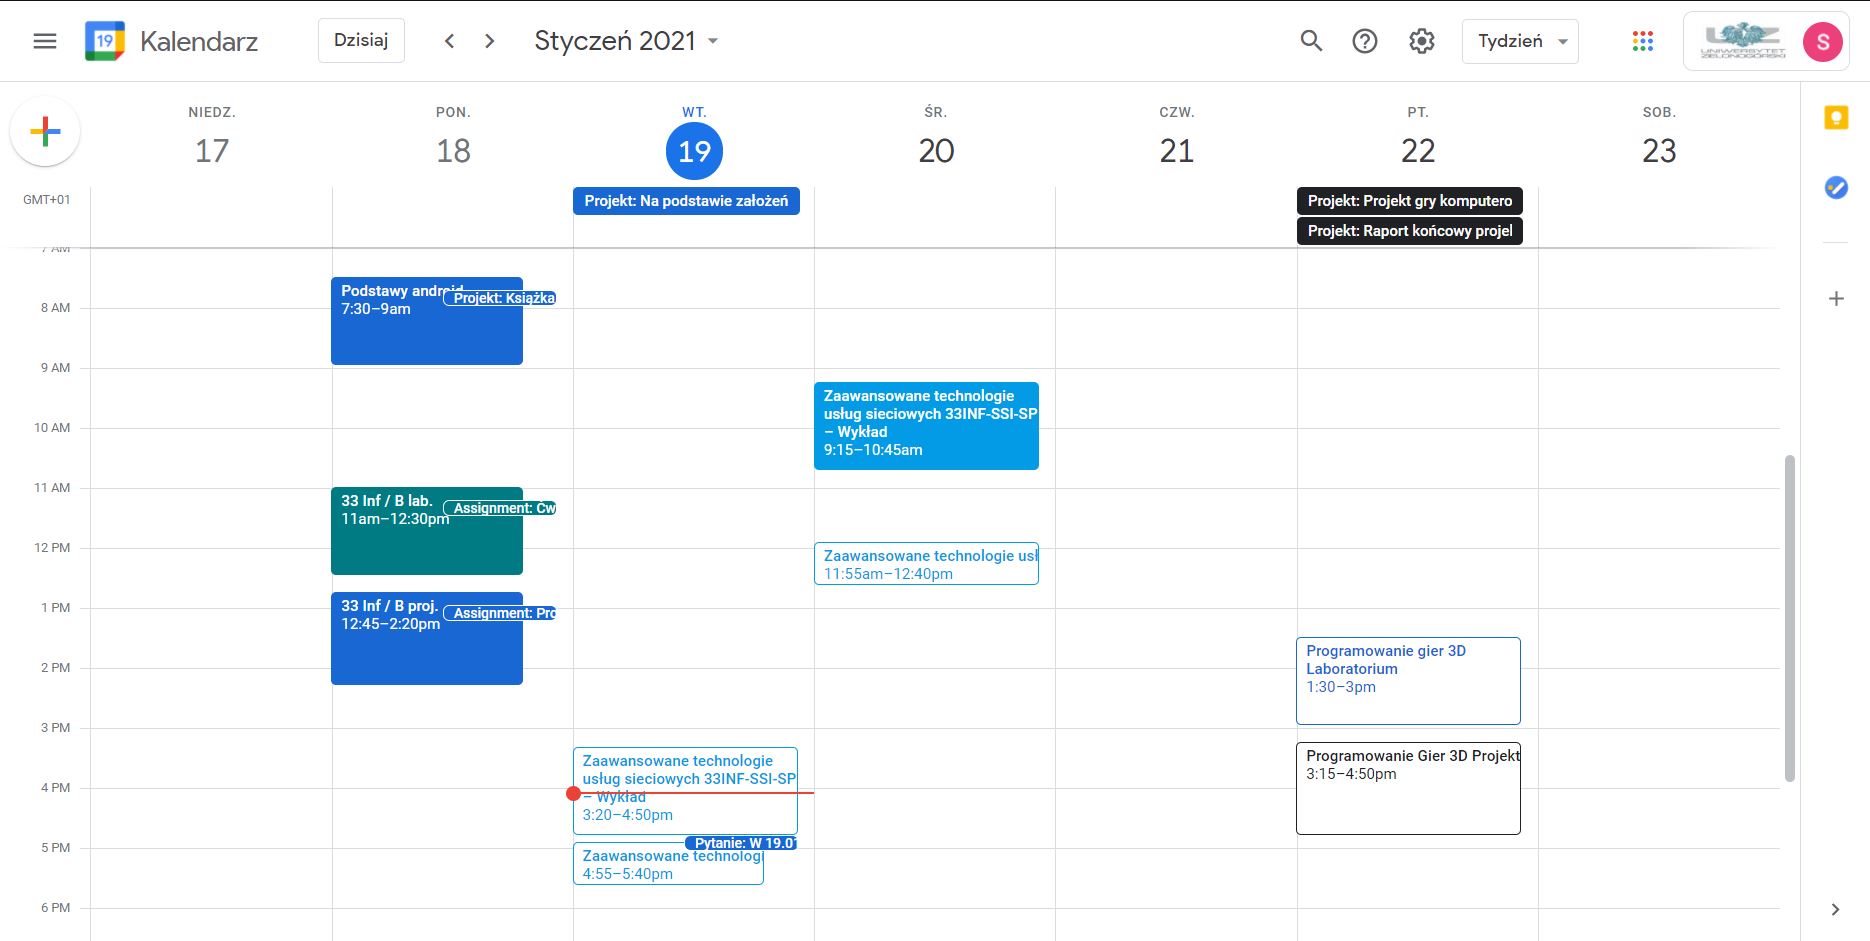 19
Kalendarz
Dzisiaj
Styczeń 2021
Tydzień
UNIWERSYTET
ZIELONOGÓRSKI
S
NIEDZ.
17
PON.
18
WT.
19
ŚR.
20
CZW.
21
PT.
22
SOB.
23
GMT+01
Projekt: Na podstawie założeń
Projekt: Projekt gry komputero
Projekt: Raport końcowy projel
7 AM
8 AM
9 AM
10 AM
11 AM
12 PM
1 PM
2 PM
3 PM
4 PM
5 PM
6 PM
Podstawy android
7:30–9am
Projekt: Książka
33 Inf / B lab.
11am–12:30pm
Assignment: Ćw
33 Inf / B proj.
12:45–2:20pm
Assignment: Pro
Zaawansowane technologie
usług sieciowych 33INF-SSI-SP
– Wykład
3:20–4:50pm
Pytanie: W 19.01
Zaawansowane technologi
4:55–5:40pm
Zaawansowane technologie
usług sieciowych 33INF-SSI-SP
– Wykład
9:15–10:45am
Zaawansowane technologie usł
11:55am–12:40pm
Programowanie gier 3D
Laboratorium
1:30–3pm
Programowanie Gier 3D Projekt
3:15–4:50pm